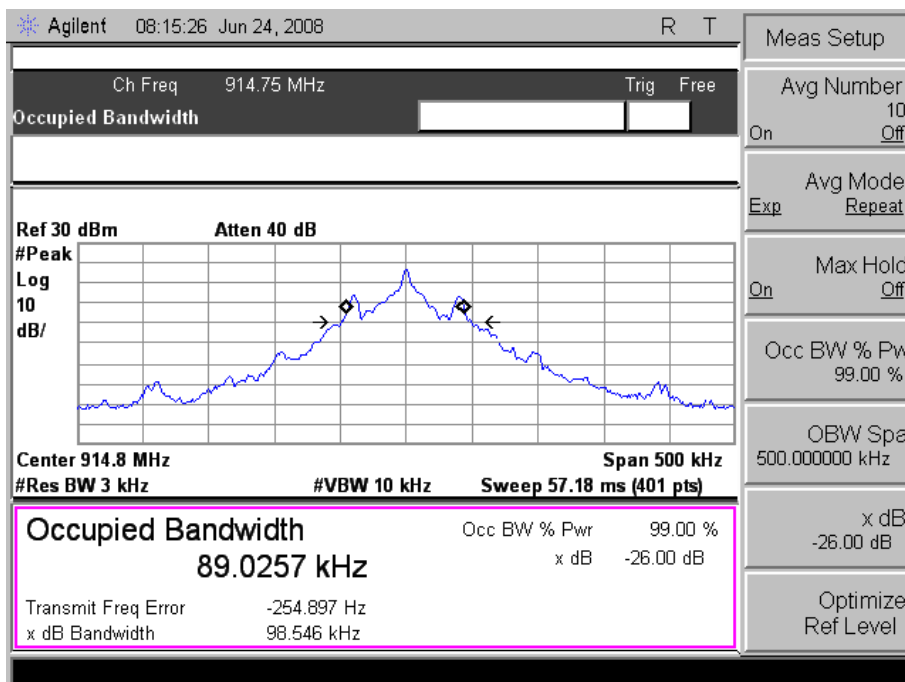 Agilent 08:15:26 Jun 24, 2008 R T
Ch Freq 914.75 MHz Trig Free
Occupied Bandwidth
Ref 30 dBm Atten 40 dB
#Peak
Log
10
dB/
Center 914.8 MHz Span 500 kHz
#Res BW 3 kHz #VBW 10 kHz Sweep 57.18 ms (401 pts)
Occupied Bandwidth
89.0257 kHz
Occ BW % Pwr 99.00 %
x dB -26.00 dB
Transmit Freq Error -254.897 Hz
x dB Bandwidth 98.546 kHz
Meas Setup
Avg Number
10
On Off
Avg Mode
Exp Repeat
Max Hold
On Off
Occ BW % Pw
99.00 %
OBW Spa
500.000000 kHz
x dB
-26.00 dB
Optimize
Ref Level